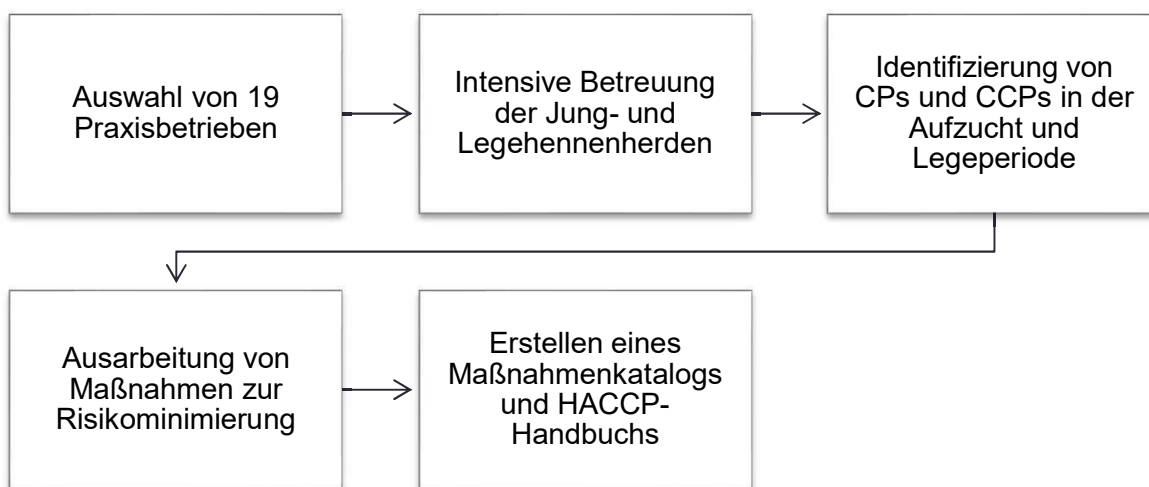 Auswahl von 19
Praxisbetrieben
Intensive Betreuung
der Jung- und
Legehennenherden
Identifizierung von
CPs und CCPs in der
Aufzucht und
Legeperiode
Ausarbeitung von
Maßnahmen zur
Risikominimierung
Erstellen eines
Maßnahmenkatalogs
und HACCP-
Handbuchs